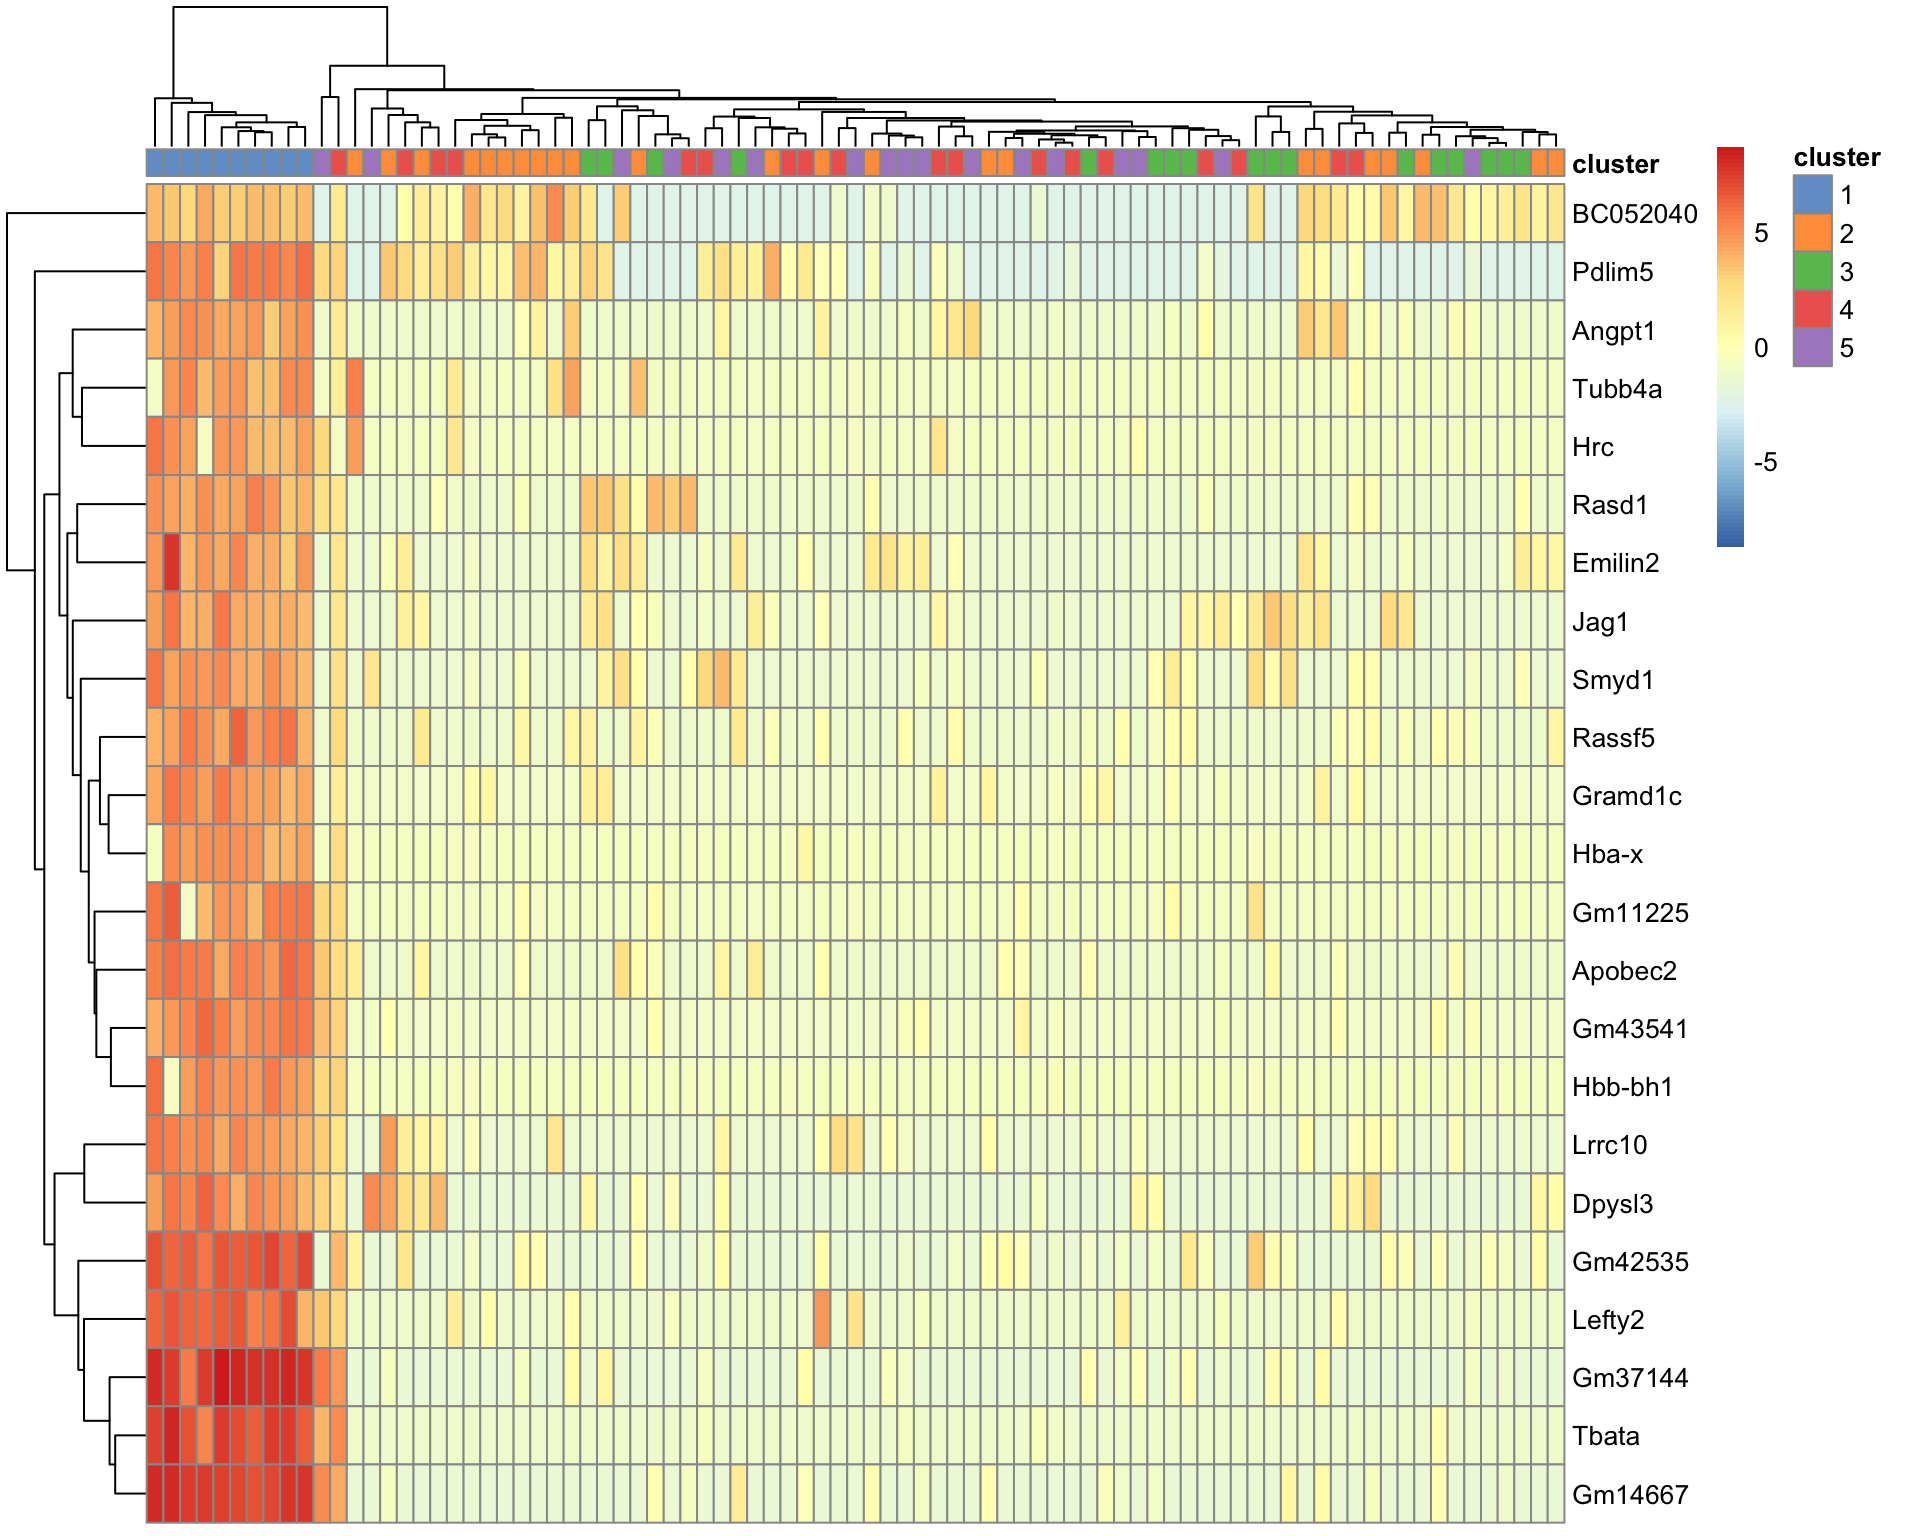 cluster
BC052040
Pdlim5
Angpt1
Tubb4a
Hrc
Rasd1
Emilin2
Jag1
Smyd1
Rassf5
Gramd1c
Hba-x
Gm11225
Apobec2
Gm43541
Hbb-bh1
Lrrc10
Dpysl3
Gm42535
Lefty2
Gm37144
Tbata
Gm14667
5
0
-5
cluster
1
2
3
4
5